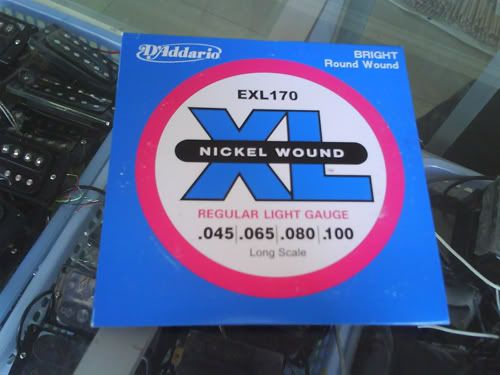 D'Addario
BRIGHT
Round Wound
EXL170
XL
NICKEL WOUND
REGULAR LIGHT GAUGE
.045 .065 .080 .100
Long Scale